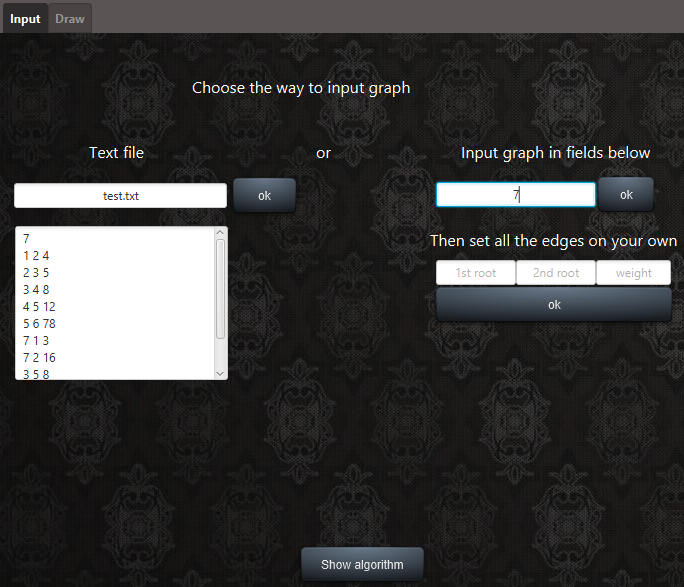 Input Draw
Choose the way to input graph
Text file or Input graph in fields below
test.txt ok 7 ok
Then set all the edges on your own
7
1 2 4
2 3 5
3 4 8
4 5 12
5 6 78
7 1 3
7 2 16
3 5 8
1st root 2nd root weight
ok
Show algorithm